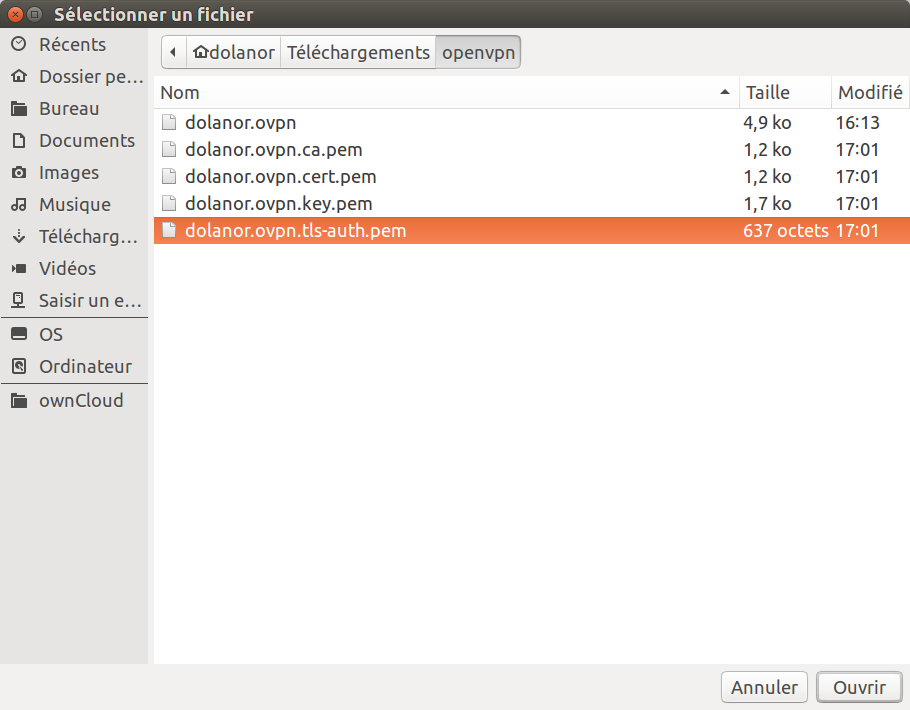 Sélectionner un fichier
Récents
Dossier pe...
Bureau
Documents
Images
Musique
Télécharg...
Vidéos
Saisir un e...
OS
Ordinateur
ownCloud
dolanor Téléchargements openvpn
Nom Taille Modifié
dolanor.ovpn 4,9 ko 16:13
dolanor.ovpn.ca.pem 1,2 ko 17:01
dolanor.ovpn.cert.pem 1,2 ko 17:01
dolanor.ovpn.key.pem 1,7 ko 17:01
dolanor.ovpn.tls-auth.pem 637 octets 17:01
Annuler Ouvrir